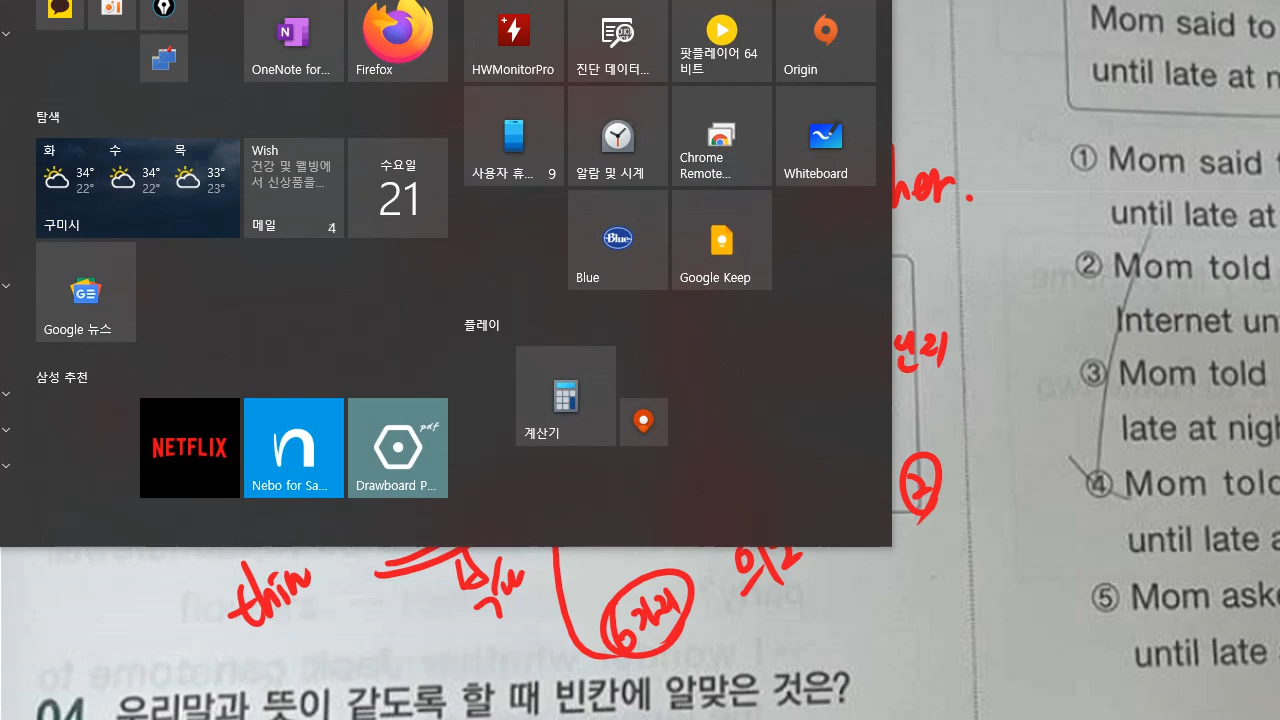 OneNote for...
Firefox
HWMonitorPro
진단 데이터...
팟플레이어 64
비트
Origin
탐색
화 수 목
34° 34° 33°
22° 22° 23°
구미시
Wish
건강 및 웰빙에
서 신상품을...
메일 4
수요일
21
사용자 휴... 9
알람 및 시계
Chrome
Remote...
Whiteboard
Blue
Blue
Google Keep
GE
Google 뉴스
플레이
계산기
삼성 추천
NETFLIX
n
Nebo for Sa...
pdf
Drawboard P...
her.
2
thin
6가지
04 우리말과 뜻이 같도록 할 때 빈칸에 알맞은 것은?
Mom said to
until late at n
① Mom said t
until late at
② Mom told
Internet un
③ Mom told
late at nigh
④ Mom told
until late a
⑤ Mom aske
until late